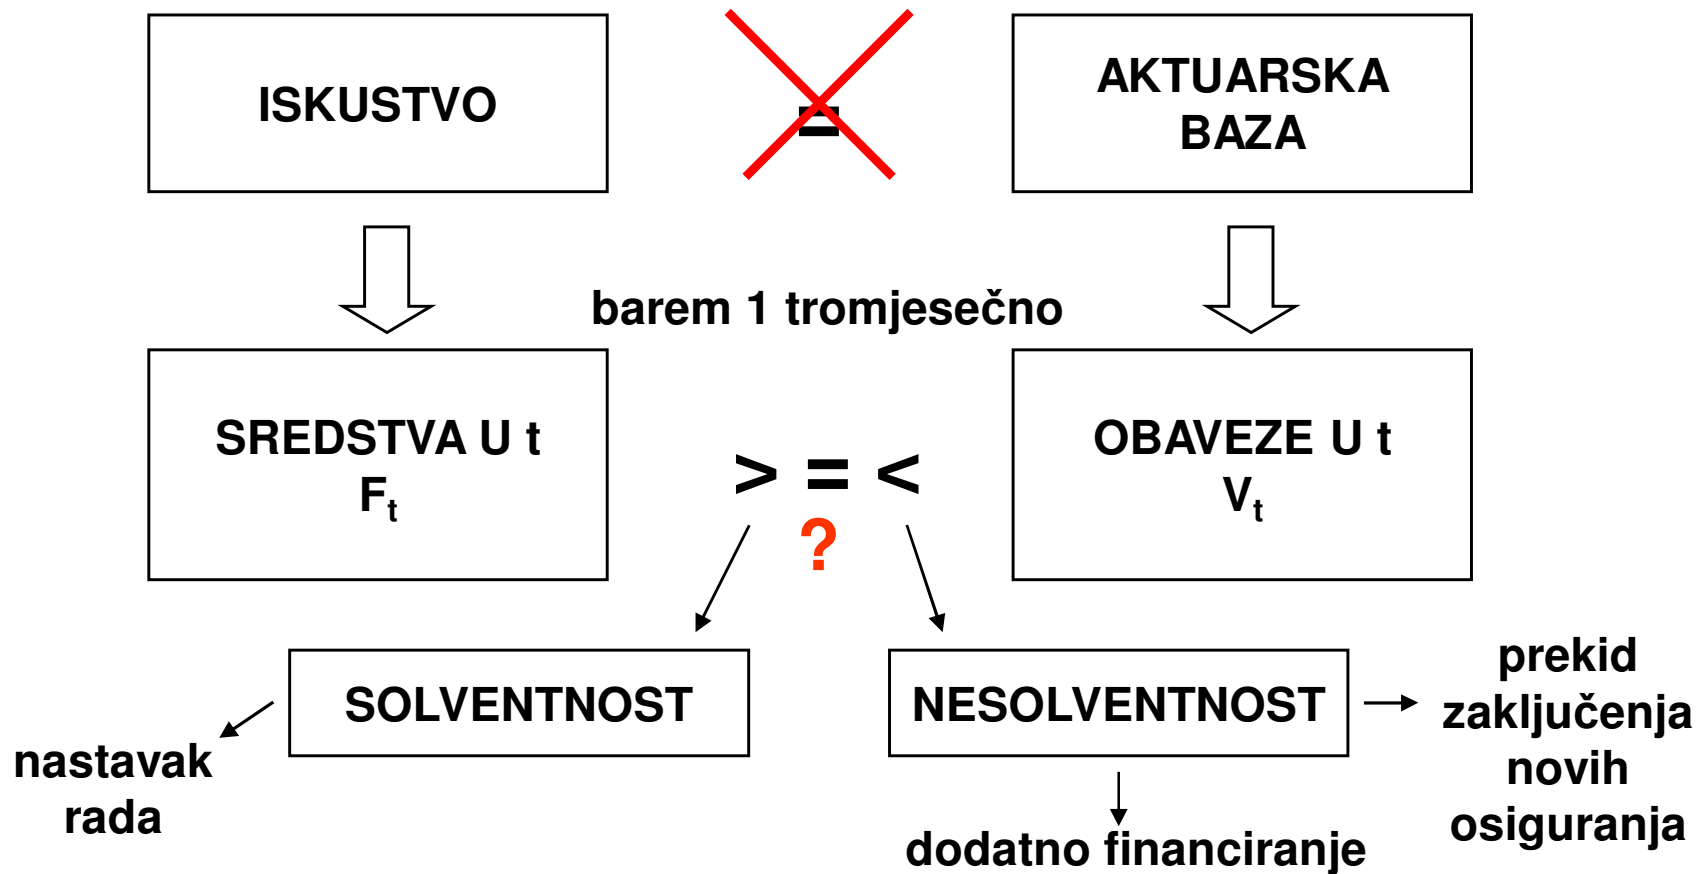 ISKUSTVO
=
AKTUARSKA
BAZA
barem 1 tromjesečno
SREDSTVA U t
Fₜ
> = <
?
OBAVEZE U t
Vₜ
SOLVENTNOST
NESOLVENTNOST
nastavak
rada
dodatno financiranje
prekid
zaključenja
novih
osiguranja